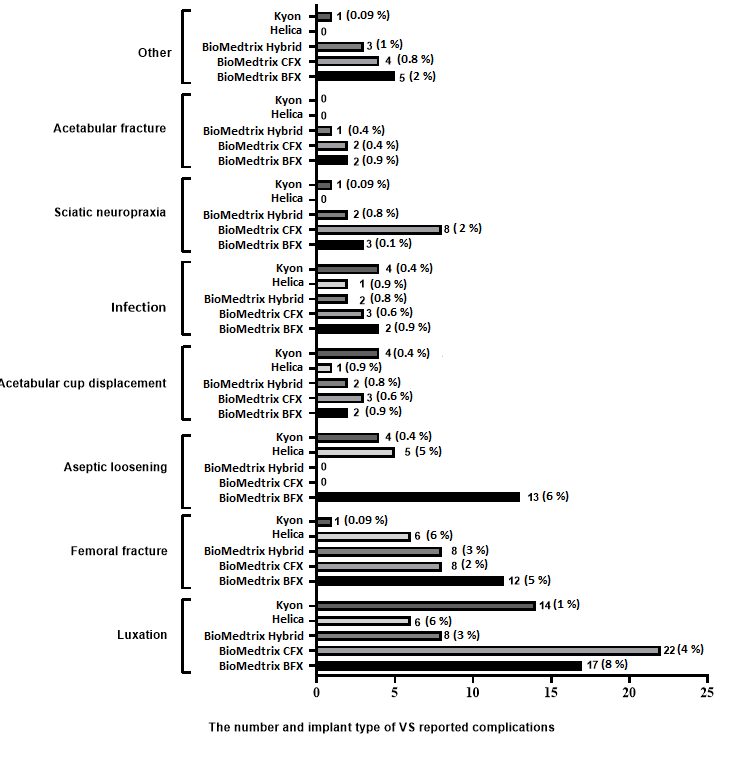 Kyon 1 (0.09 %)
Helica 0
BioMedtrix Hybrid 3 (1 %)
Other
BioMedtrix CFX 4 (0.8 %)
BioMedtrix BFX 5 (2 %)
Kyon 0
Helica 0
Acetabular fracture
BioMedtrix Hybrid 1 (0.4 %)
BioMedtrix CFX 2 (0.4 %)
BioMedtrix BFX 2 (0.9 %)
Kyon 1 (0.09 %)
Helica 0
Sciatic neuropraxia
BioMedtrix Hybrid 2 (0.8 %)
BioMedtrix CFX 8 ( 2 %)
BioMedtrix BFX 3 (0.1 %)
Kyon 4 (0.4 %)
Helica 1 (0.9 %)
BioMedtrix Hybrid 2 (0.8 %)
Infection
BioMedtrix CFX 3 (0.6 %)
BioMedtrix BFX 2 (0.9 %)
Kyon 4 (0.4 %)
Helica 1 (0.9 %)
Acetabular cup displacement
BioMedtrix Hybrid 2 (0.8 %)
BioMedtrix CFX 3 (0.6 %)
BioMedtrix BFX 2 (0.9 %)
Kyon 4 (0.4 %)
Helica 5 (5 %)
Aseptic loosening
BioMedtrix Hybrid 0
BioMedtrix CFX 0
BioMedtrix BFX 13 (6 %)
Kyon 1 (0.09 %)
Helica 6 (6 %)
Femoral fracture
BioMedtrix Hybrid 8 (3 %)
BioMedtrix CFX 8 (2 %)
BioMedtrix BFX 12 (5 %)
Kyon 14 (1 %)
Helica 6 (6 %)
Luxation
BioMedtrix Hybrid 8 (3 %)
BioMedtrix CFX 22 (4 %)
BioMedtrix BFX 17 (8 %)
0 5 10 15 20 25
The number and implant type of VS reported complications